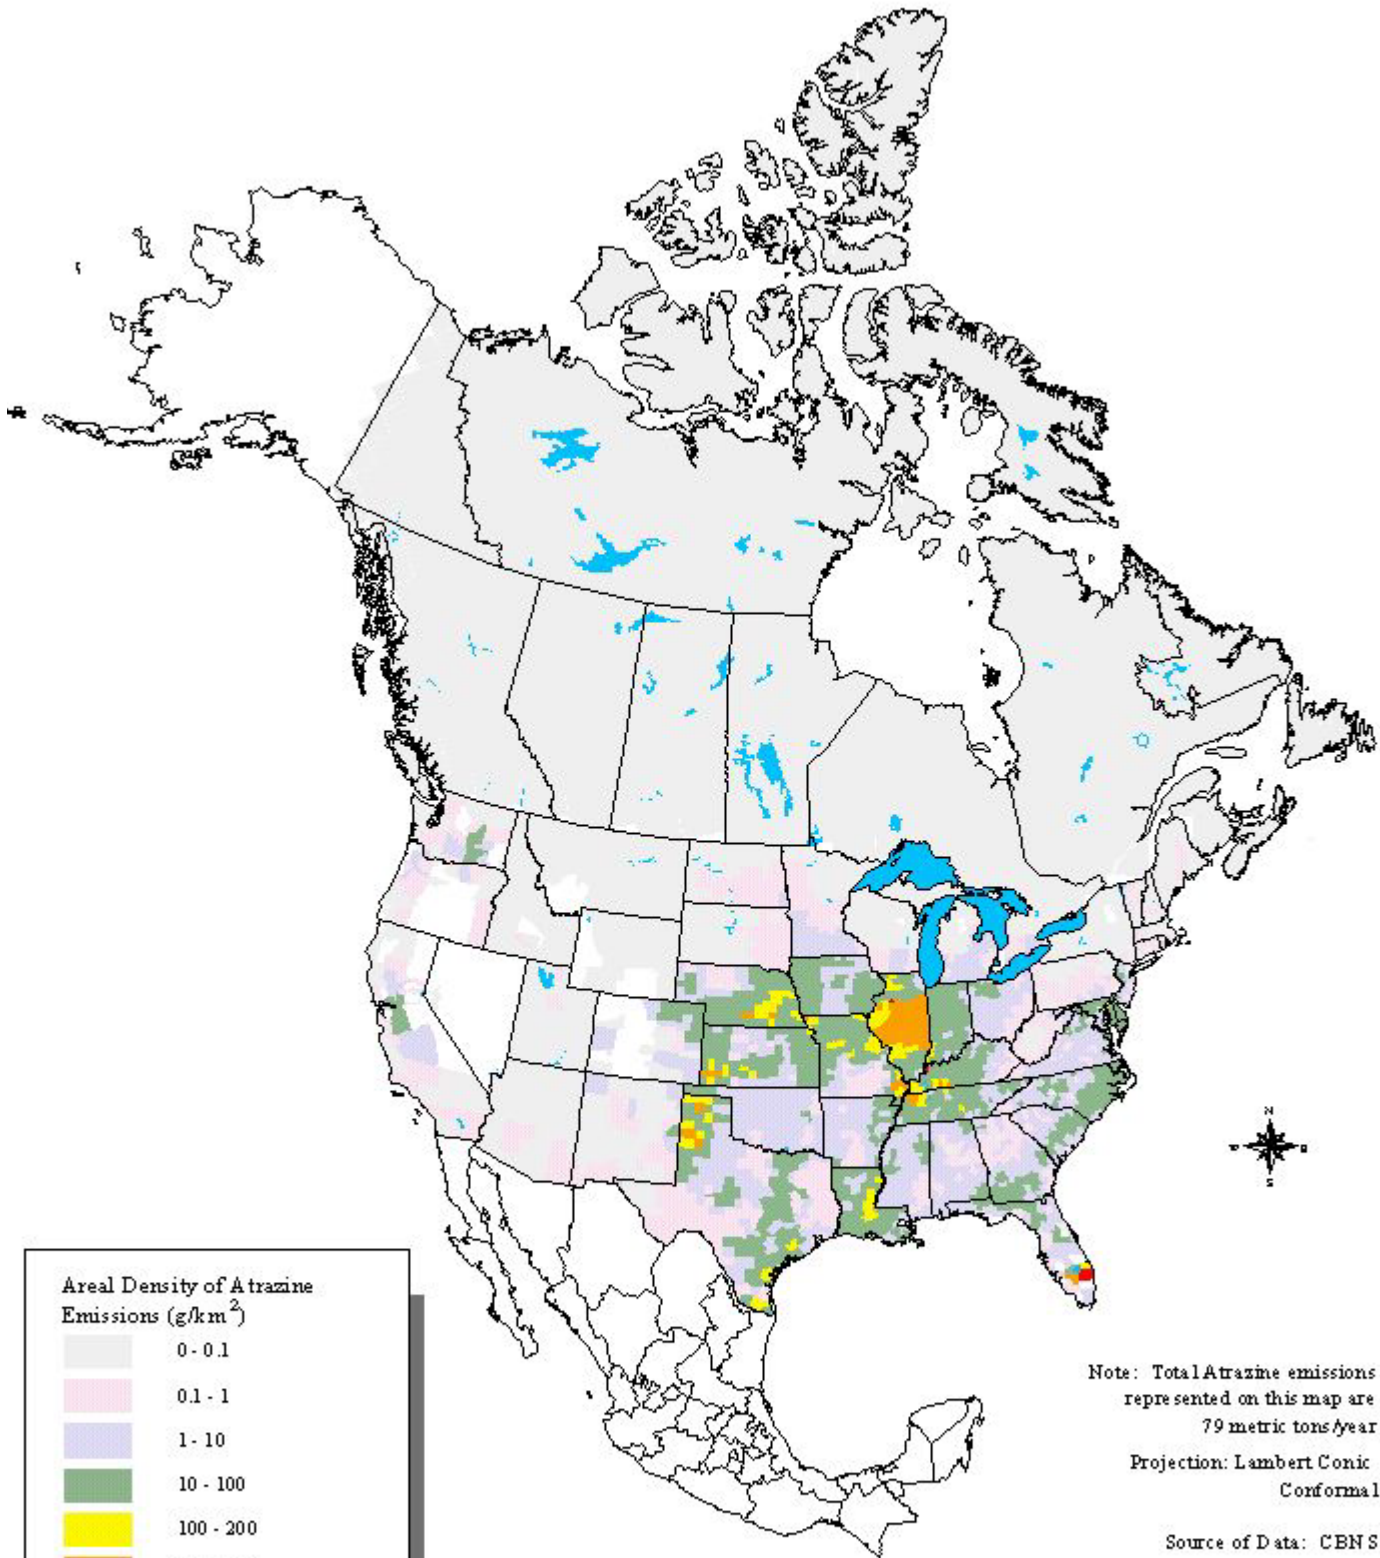 N
S
Areal Density of Atrazine
Emissions (g/km²)
0 - 0.1
0.1 - 1
1 - 10
10 - 100
100 - 200
Note: Total Atrazine emissions
represented on this map are
79 metric tons/year
Projection: Lambert Conic
Conformal
Source of Data: CBNS